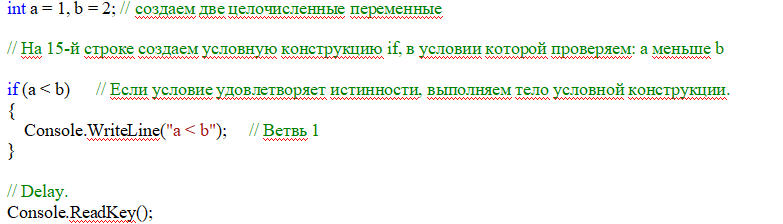 int a = 1, b = 2; // создаем две целочисленные переменные
// На 15-й строке создаем условную конструкцию if, в условии которой проверяем: а меньше b
if (a < b) // Если условие удовлетворяет истинности, выполняем тело условной конструкции.
{
Console.WriteLine("a < b"); // Ветвь 1
}
// Delay.
Console.ReadKey();